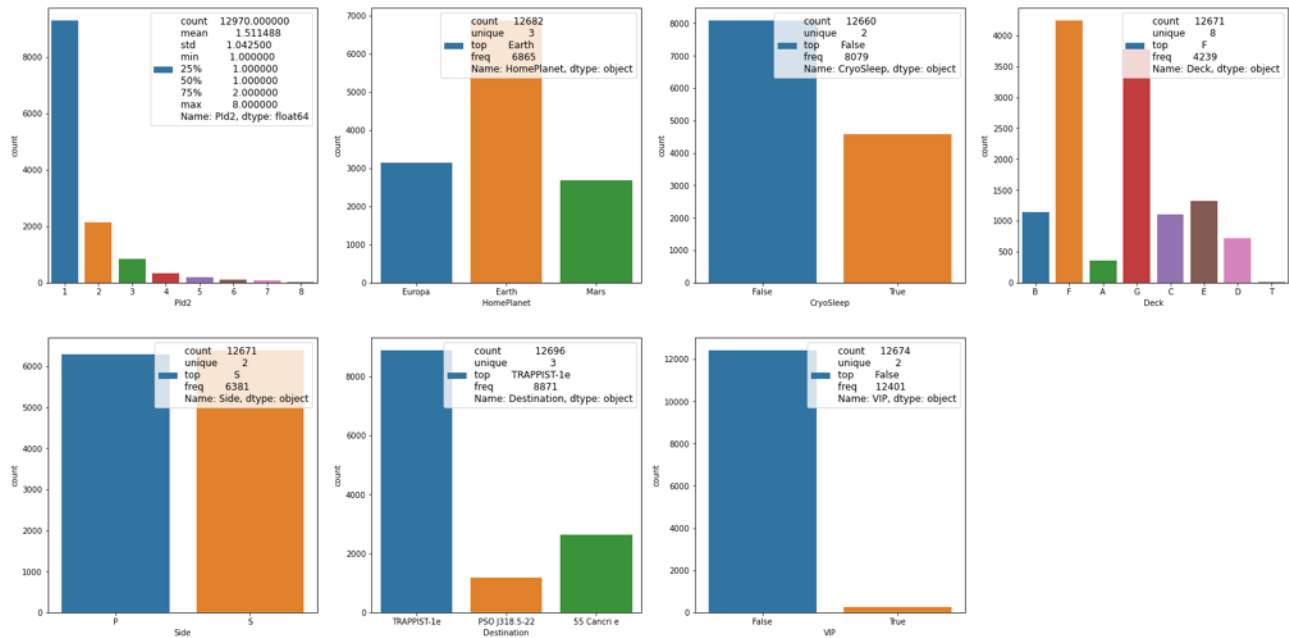 count 12970.000000
mean 1.511488
std 1.042500
min 1.000000
25% 1.000000
50% 1.000000
75% 2.000000
max 8.000000
Name: PId2, dtype: float64
8000
6000
4000
2000
0
count
1 2 3 4 5 6 7 8
PId2
count 12682
unique 3
top Earth
freq 6865
Name: HomePlanet, dtype: object
7000
6000
5000
4000
3000
2000
1000
0
count
Europa Earth Mars
HomePlanet
count 12660
unique 2
top False
freq 8079
Name: CryoSleep, dtype: object
8000
7000
6000
5000
4000
3000
2000
1000
0
count
False True
CryoSleep
count 12671
unique 8
top F
freq 4239
Name: Deck, dtype: object
4000
3500
3000
2500
2000
1500
1000
500
0
count
B F A G C E D T
Deck
count 12671
unique 2
top S
freq 6381
Name: Side, dtype: object
6000
5000
4000
3000
2000
1000
0
count
P S
Side
count 12696
unique 3
top TRAPPIST-1e
freq 8871
Name: Destination, dtype: object
8000
6000
4000
2000
0
count
TRAPPIST-1e PSO J318.5-22 55 Cancri e
Destination
count 12674
unique 2
top False
freq 12401
Name: VIP, dtype: object
12000
10000
8000
6000
4000
2000
0
count
False True
VIP